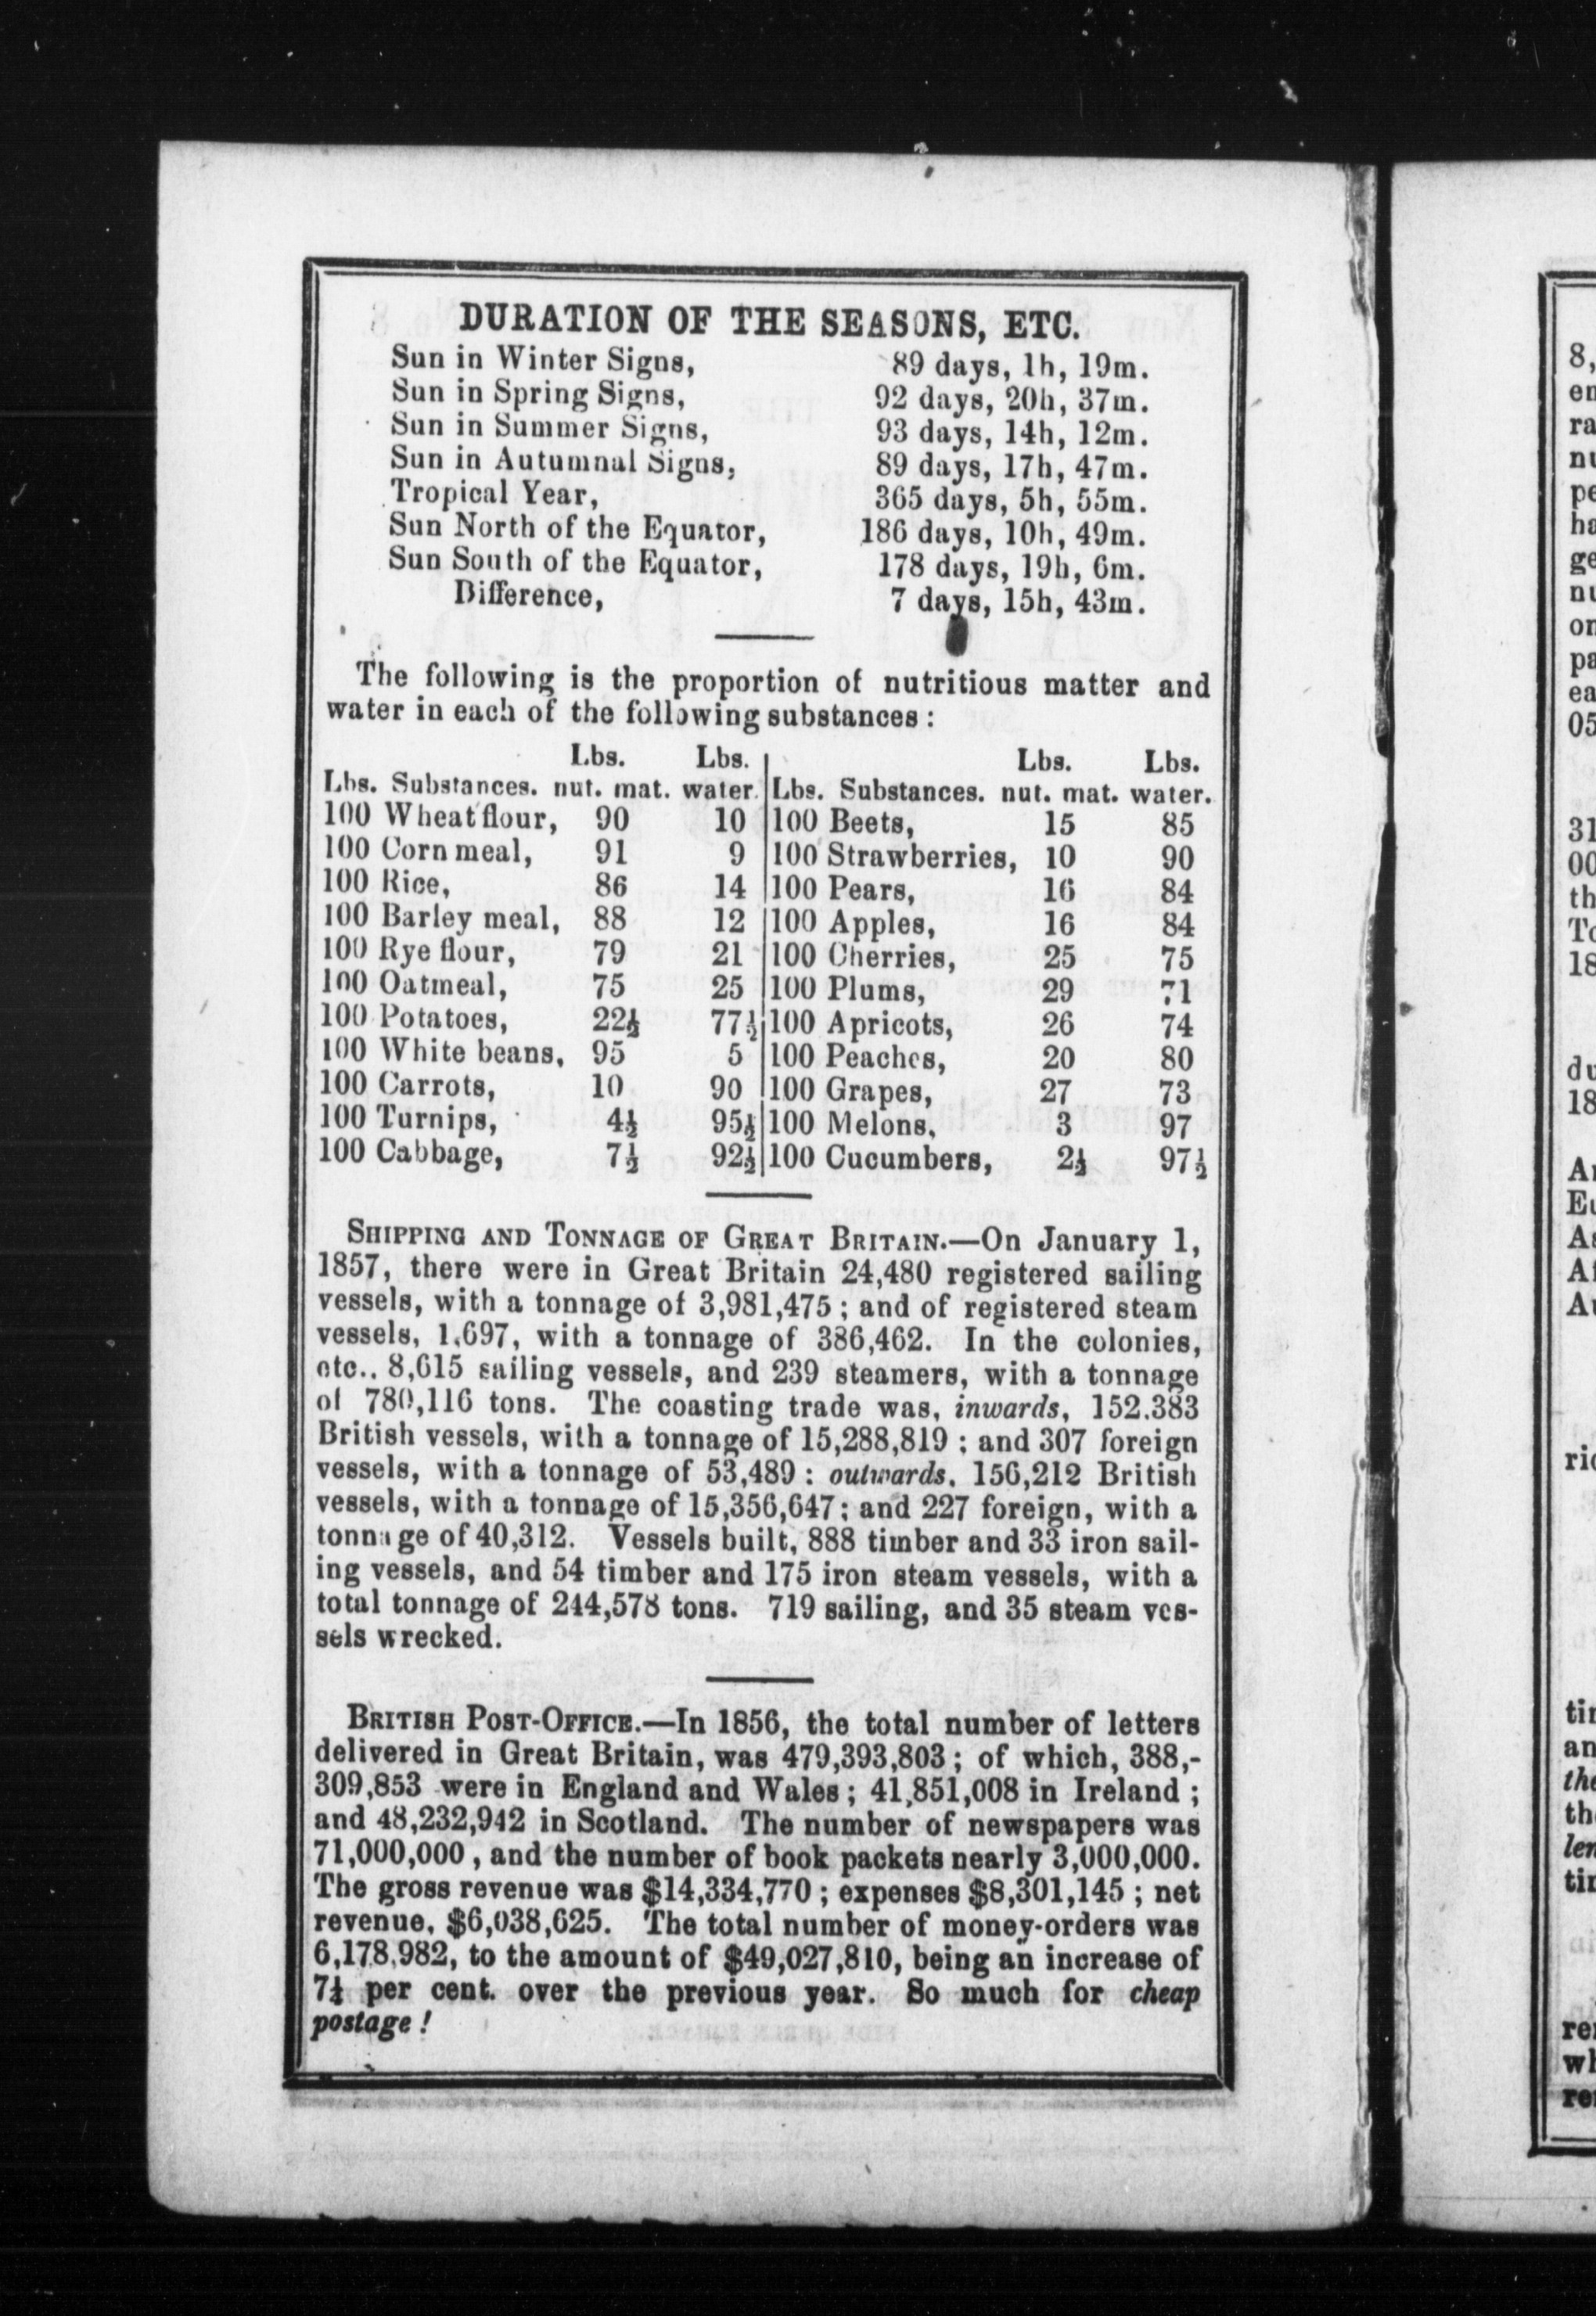 DURATION OF THE SEASONS, ETC.
Sun in Winter Signs, 89 days, 1h, 19m.
Sun in Spring Signs, 92 days, 20h, 37m.
Sun in Summer Signs, 93 days, 14h, 12m.
Sun in Autumnal Signs, 89 days, 17h, 47m.
Tropical Year, 365 days, 5h, 55m.
Sun North of the Equator, 186 days, 10h, 49m.
Sun South of the Equator, 178 days, 19h, 6m.
Difference, 7 days, 15h, 43m.
The following is the proportion of nutritious matter and
water in each of the following substances :
Lbs. Lbs. Lbs. Lbs.
Lbs. Substances. nut. mat. water. Lbs. Substances. nut. mat. water.
100 Wheat flour, 90 10 100 Beets, 15 85
100 Corn meal, 91 9 100 Strawberries, 10 90
100 Rice, 86 14 100 Pears, 16 84
100 Barley meal, 88 12 100 Apples, 16 84
100 Rye flour, 79 21 100 Cherries, 25 75
100 Oatmeal, 75 25 100 Plums, 29 71
100 Potatoes, 22½ 77½ 100 Apricots, 26 74
100 White beans, 95 5 100 Peaches, 20 80
100 Carrots, 10 90 100 Grapes, 27 73
100 Turnips, 4½ 95½ 100 Melons, 3 97
100 Cabbage, 7½ 92½ 100 Cucumbers, 2½ 97½
SHIPPING AND TONNAGE OF GREAT BRITAIN.—On January 1,
1857, there were in Great Britain 24,480 registered sailing
vessels, with a tonnage of 3,981,475 ; and of registered steam
vessels, 1,697, with a tonnage of 386,462. In the colonies,
etc., 8,615 sailing vessels, and 239 steamers, with a tonnage
of 780,116 tons. The coasting trade was, inwards, 152.383
British vessels, with a tonnage of 15,288,819 ; and 307 foreign
vessels, with a tonnage of 53,489 : outwards, 156,212 British
vessels, with a tonnage of 15,356,647; and 227 foreign, with a
tonnage of 40,312. Vessels built, 888 timber and 33 iron sail-
ing vessels, and 54 timber and 175 iron steam vessels, with a
total tonnage of 244,578 tons. 719 sailing, and 35 steam ves-
sels wrecked.
BRITISH POST-OFFICE.—In 1856, the total number of letters
delivered in Great Britain, was 479,393,803 ; of which, 388,-
309,853 were in England and Wales ; 41,851,008 in Ireland ;
and 48,232,942 in Scotland. The number of newspapers was
71,000,000 , and the number of book packets nearly 3,000,000.
The gross revenue was $14,334,770 ; expenses $8,301,145 ; net
revenue, $6,038,625. The total number of money-orders was
6,178,982, to the amount of $49,027,810, being an increase of
per cent. over the previous year. So much for cheap
postage !